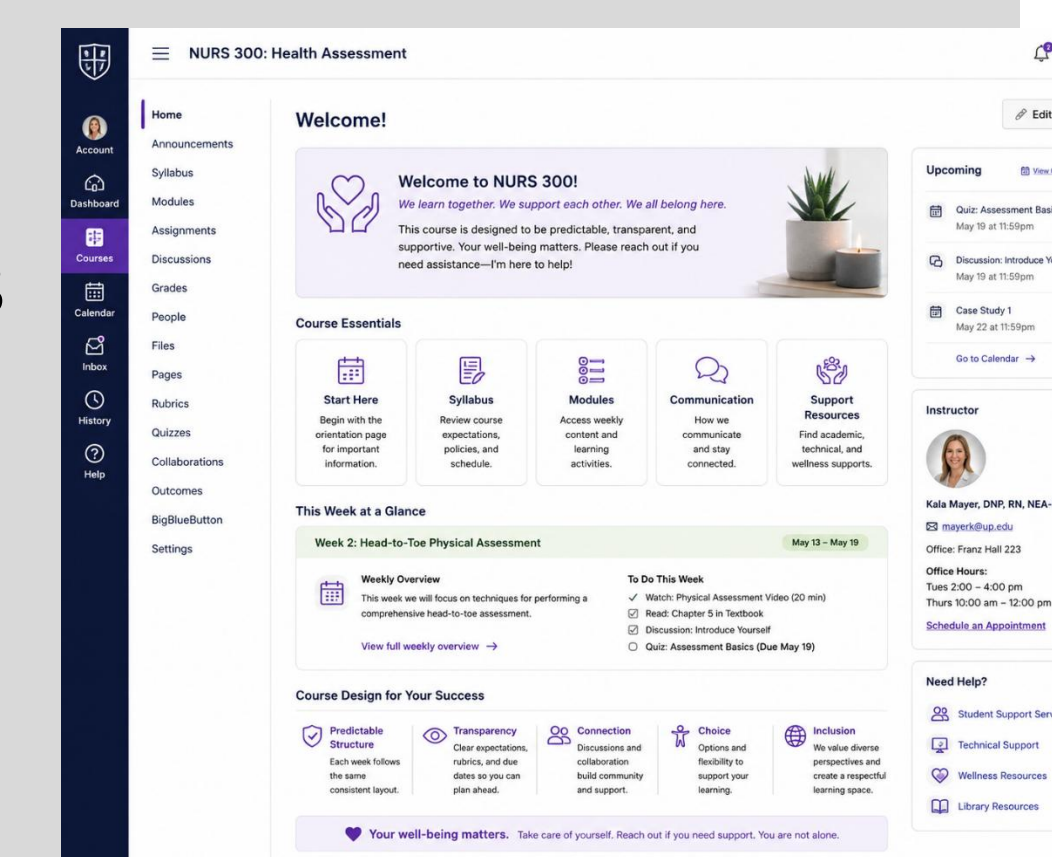 NURS 300: Health Assessment
2
Account
Dashboard
Courses
Calendar
Inbox
History
Help
Home
Announcements
Syllabus
Modules
Assignments
Discussions
Grades
People
Files
Pages
Rubrics
Quizzes
Collaborations
Outcomes
BigBlueButton
Settings
Welcome!
Edit
Welcome to NURS 300!
We learn together. We support each other. We all belong here.
This course is designed to be predictable, transparent, and
supportive. Your well-being matters. Please reach out if you
need assistance—I'm here to help!
Course Essentials
Start Here
Begin with the
orientation page
for important
information.
Syllabus
Review course
expectations,
policies, and
schedule.
Modules
Access weekly
content and
learning
activities.
Communication
How we
communicate
and stay
connected.
Support
Resources
Find academic,
technical, and
wellness supports.
This Week at a Glance
Week 2: Head-to-Toe Physical Assessment
May 13 – May 19
Weekly Overview
This week we will focus on techniques for performing a
comprehensive head-to-toe assessment.
View full weekly overview →
To Do This Week
✓ Watch: Physical Assessment Video (20 min)
Read: Chapter 5 in Textbook
Discussion: Introduce Yourself
Quiz: Assessment Basics (Due May 19)
Course Design for Your Success
Predictable
Structure
Each week follows
the same
consistent layout.
Transparency
Clear expectations,
rubrics, and due
dates so you can
plan ahead.
Connection
Discussions and
collaboration
build community
and support.
Choice
Options and
flexibility to
support your
learning.
Inclusion
We value diverse
perspectives and
create a respectful
learning space.
Your well-being matters. Take care of yourself. Reach out if you need support. You are not alone.
Upcoming
View
Quiz: Assessment Basi
May 19 at 11:59pm
Discussion: Introduce Yo
May 19 at 11:59pm
Case Study 1
May 22 at 11:59pm
Go to Calendar →
Instructor
Kala Mayer, DNP, RN, NEA-
mayerk@up.edu
Office: Franz Hall 223
Office Hours:
Tues 2:00 – 4:00 pm
Thurs 10:00 am – 12:00 pm
Schedule an Appointment
Need Help?
Student Support Serv
Technical Support
Wellness Resources
Library Resources